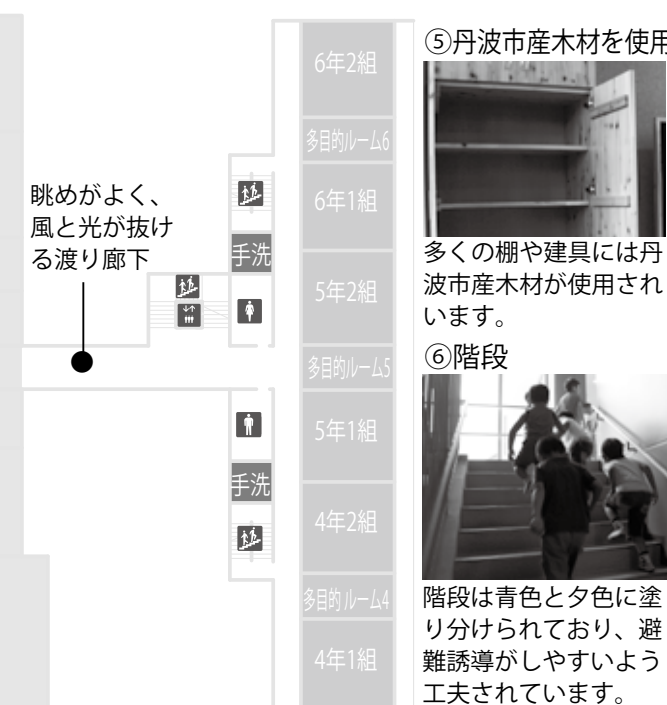 6年2組
多目的ルーム6
6年1組
眺めがよく、
風と光が抜け
る渡り廊下
手洗
5年2組
多目的ルーム5
5年1組
手洗
4年2組
多目的ルーム4
4年1組
⑤丹波市産木材を使用
多くの棚や建具には丹
波市産木材が使用され
います。
⑥階段
階段は青色と夕色に塗
り分けられており、避
難誘導がしやすいよう
工夫されています。